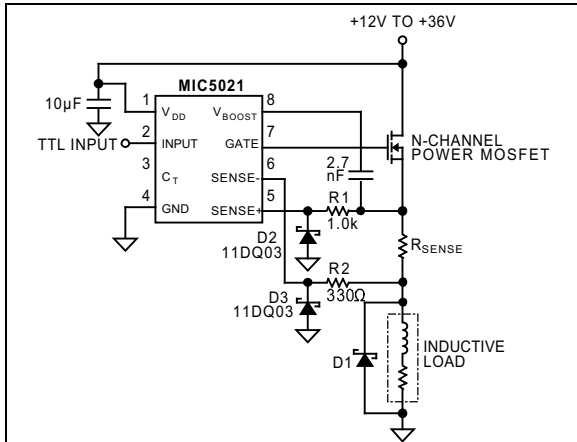 +12V TO +36V
MIC5021
10µF
1
VDD
VBOOST
8
TTL INPUT
2
INPUT
GATE
7
N-CHANNEL
POWER MOSFET
3
CT
SENSE-
6
2.7
nF
4
GND
SENSE+
5
R1
1.0k
D2
11DQ03
RSENSE
R2
330Ω
D3
11DQ03
D1
INDUCTIVE
LOAD